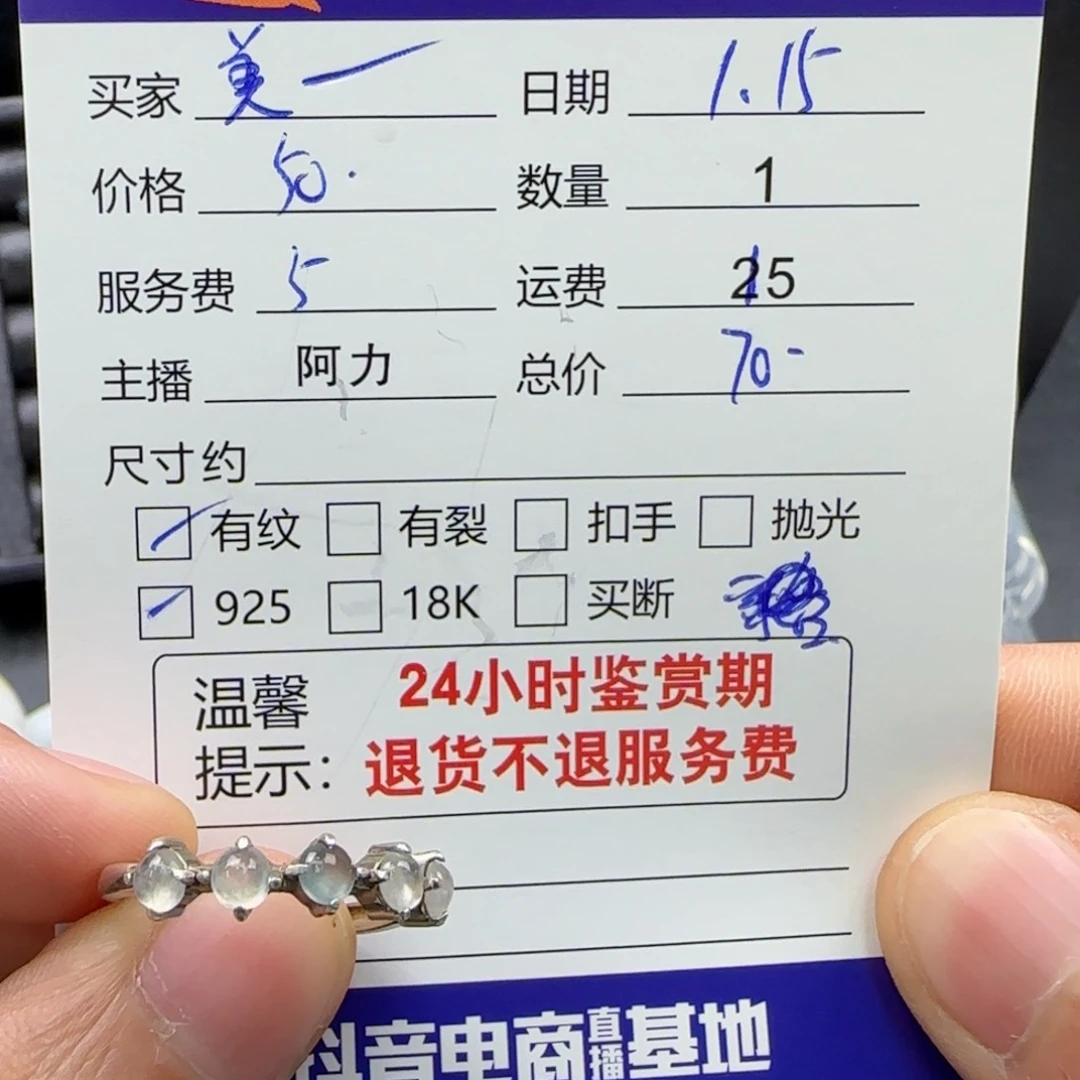 买家 美一 日期 1.15
价格 50. 数量 1
服务费 5 运费 15
主播 阿力 总价 70-
尺寸约
有纹 有裂 扣手 抛光
925 18K 买断
温馨 24小时鉴赏期
提示: 退货不退服务费
抖音电商直播基地